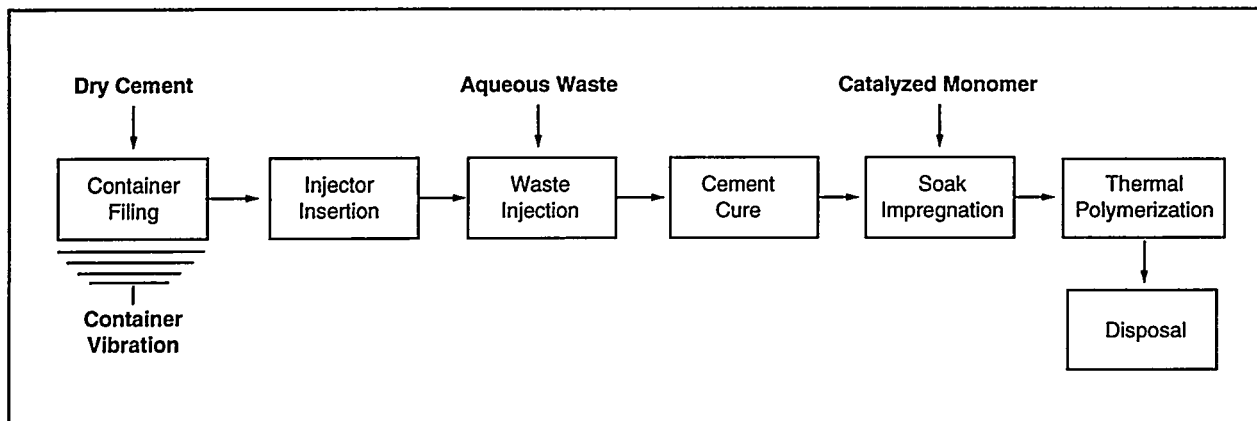 Dry Cement
Aqueous Waste
Catalyzed Monomer
Container
Filing
Injector
Insertion
Waste
Injection
Cement
Cure
Soak
Impregnation
Thermal
Polymerization
Container
Vibration
Disposal